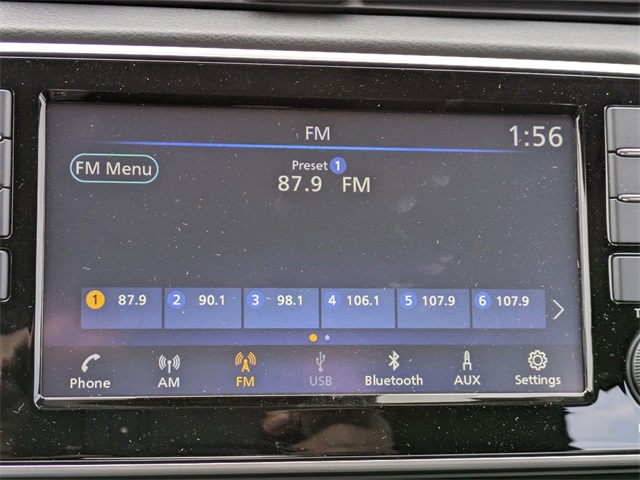 FM 1:56
FM Menu
Preset 1
87.9 FM
1 87.9 2 90.1 3 98.1 4 106.1 5 107.9 6 107.9
Phone AM FM USB Bluetooth AUX Settings